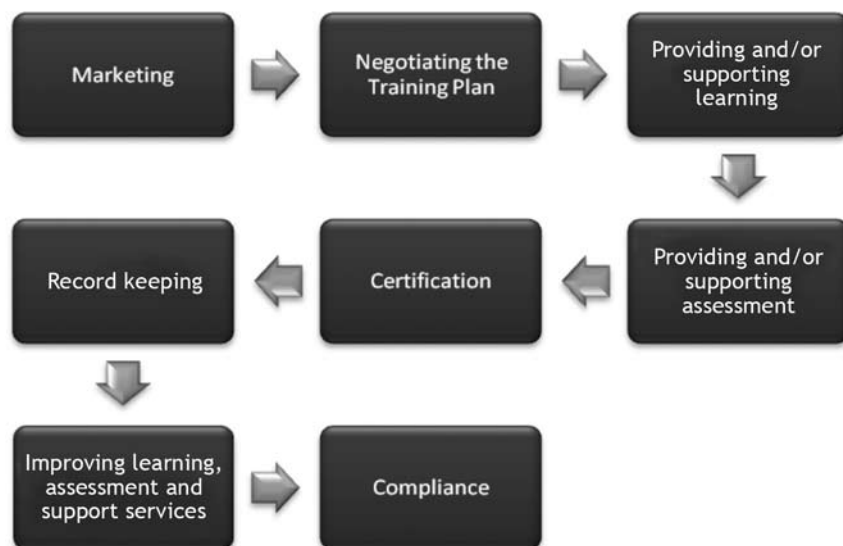 Marketing
Negotiating the
Training Plan
Providing and/or
supporting
learning
Providing and/or
supporting
assessment
Certification
Record keeping
Improving learning,
assessment and
support services
Compliance